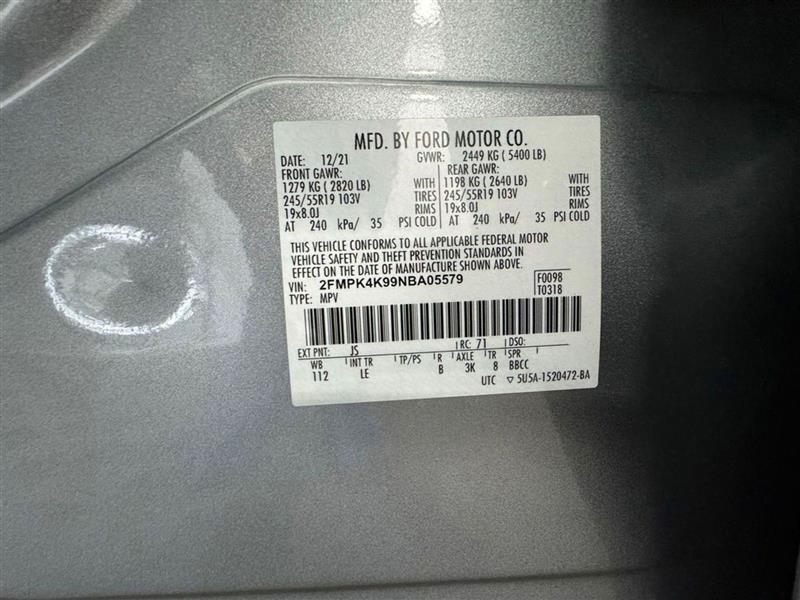 MFD. BY FORD MOTOR CO.
DATE: 12/21 GVWR: 2449 KG ( 5400 LB)
FRONT GAWR: REAR GAWR:
1279 KG ( 2820 LB) WITH 1198 KG ( 2640 LB) WITH
245/55R19 103V TIRES 245/55R19 103V TIRES
19x8.0J RIMS 19x8.0J RIMS
AT 240 kPa/ 35 PSI COLD AT 240 kPa/ 35 PSI COLD
THIS VEHICLE CONFORMS TO ALL APPLICABLE FEDERAL MOTOR
VEHICLE SAFETY AND THEFT PREVENTION STANDARDS IN
EFFECT ON THE DATE OF MANUFACTURE SHOWN ABOVE.
VIN: 2FMPK4K99NBA05579 F0098
TYPE: MPV T0318
EXT PNT: JS RC: 71 DSO:
WB INT TR TP/PS R AXLE TR SPR
112 LE B 3K 8 BBCC
UTC ▽ 5U5A-1520472-BA